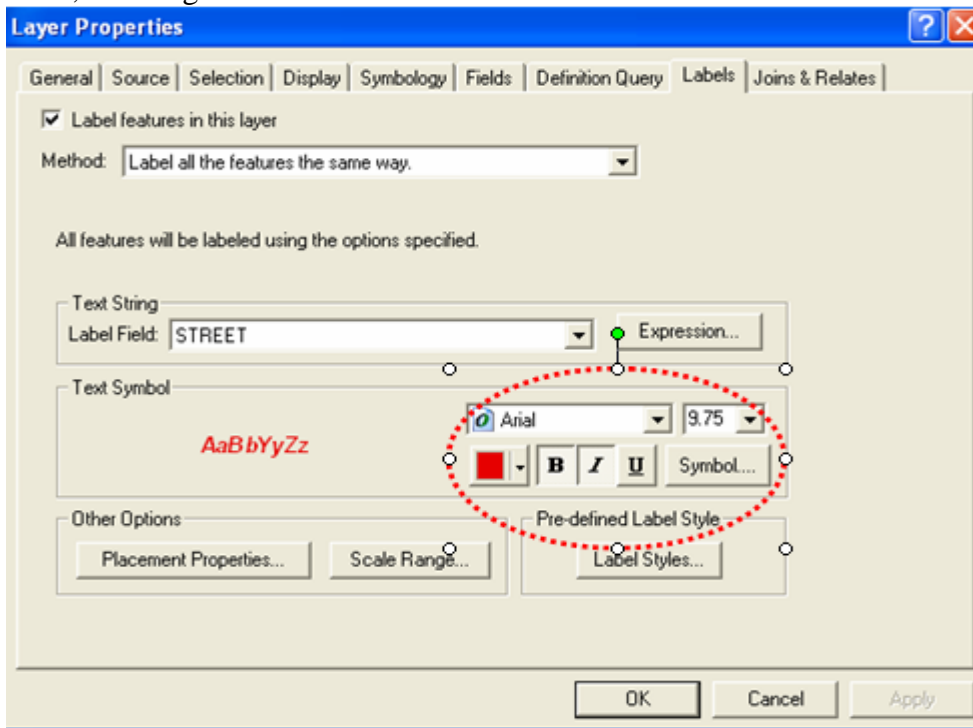 Layer Properties
General Source Selection Display Symbology Fields Definition Query Labels Joins & Relates
Label features in this layer
Method: Label all the features the same way.
All features will be labeled using the options specified.
Text String
Label Field: STREET Expression...
Text Symbol
AaBbYyZz
Arial 9.75
B I U Symbol...
Other Options
Placement Properties... Scale Range...
Pre-defined Label Style
Label Styles...
OK Cancel Apply